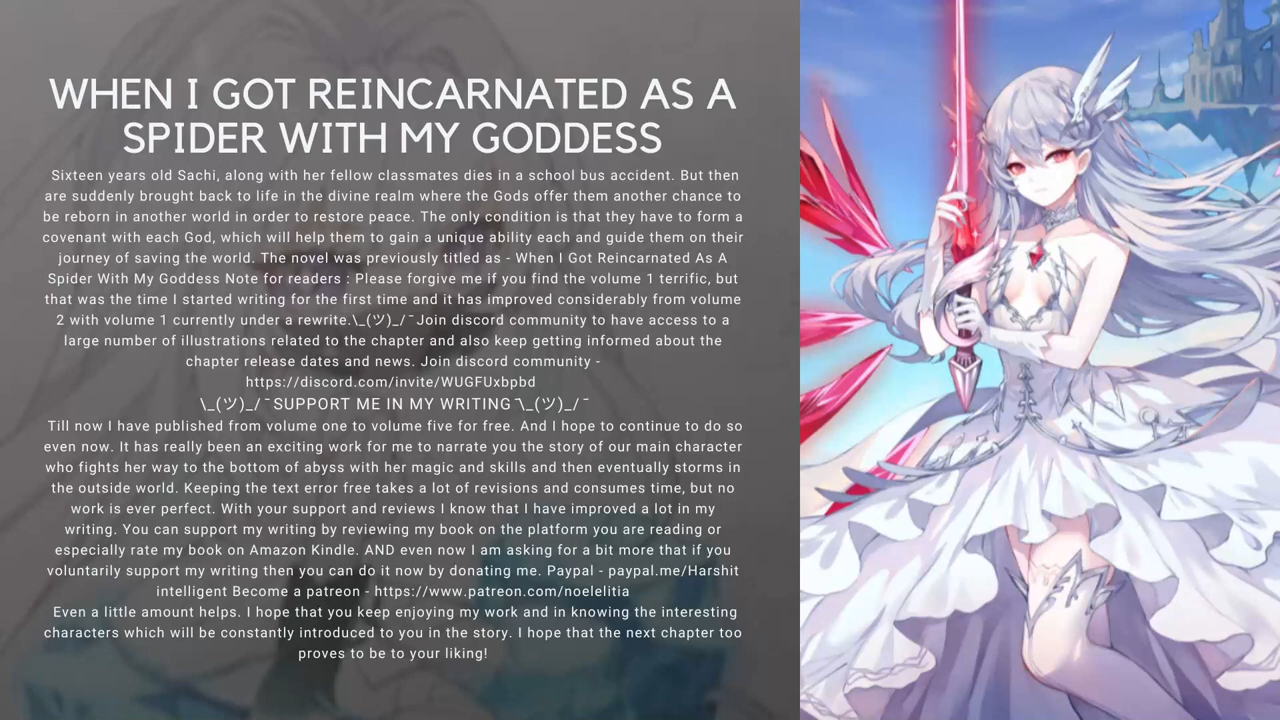 WHEN I GOT REINCARNATED AS A
SPIDER WITH MY GODDESS
Sixteen years old Sachi, along with her fellow classmates dies in a school bus accident. But then
are suddenly brought back to life in the divine realm where the Gods offer them another chance to
be reborn in another world in order to restore peace. The only condition is that they have to form a
covenant with each God, which will help them to gain a unique ability each and guide them on their
journey of saving the world. The novel was previously titled as - When I Got Reincarnated As A
Spider With My Goddess Note for readers : Please forgive me if you find the volume 1 terrific, but
that was the time I started writing for the first time and it has improved considerably from volume
2 with volume 1 currently under a rewrite.\_(ツ)_/¯Join discord community to have access to a
large number of illustrations related to the chapter and also keep getting informed about the
chapter release dates and news. Join discord community -
https://discord.com/invite/WUGFUxbpbd
\_(ツ)_/¯SUPPORT ME IN MY WRITING¯\_(ツ)_/¯
Till now I have published from volume one to volume five for free. And I hope to continue to do so
even now. It has really been an exciting work for me to narrate you the story of our main character
who fights her way to the bottom of abyss with her magic and skills and then eventually storms in
the outside world. Keeping the text error free takes a lot of revisions and consumes time, but no
work is ever perfect. With your support and reviews I know that I have improved a lot in my
writing. You can support my writing by reviewing my book on the platform you are reading or
especially rate my book on Amazon Kindle. AND even now I am asking for a bit more that if you
voluntarily support my writing then you can do it now by donating me. Paypal - paypal.me/Harshit
intelligent Become a patreon - https://www.patreon.com/noelelitia
Even a little amount helps. I hope that you keep enjoying my work and in knowing the interesting
characters which will be constantly introduced to you in the story. I hope that the next chapter too
proves to be to your liking!